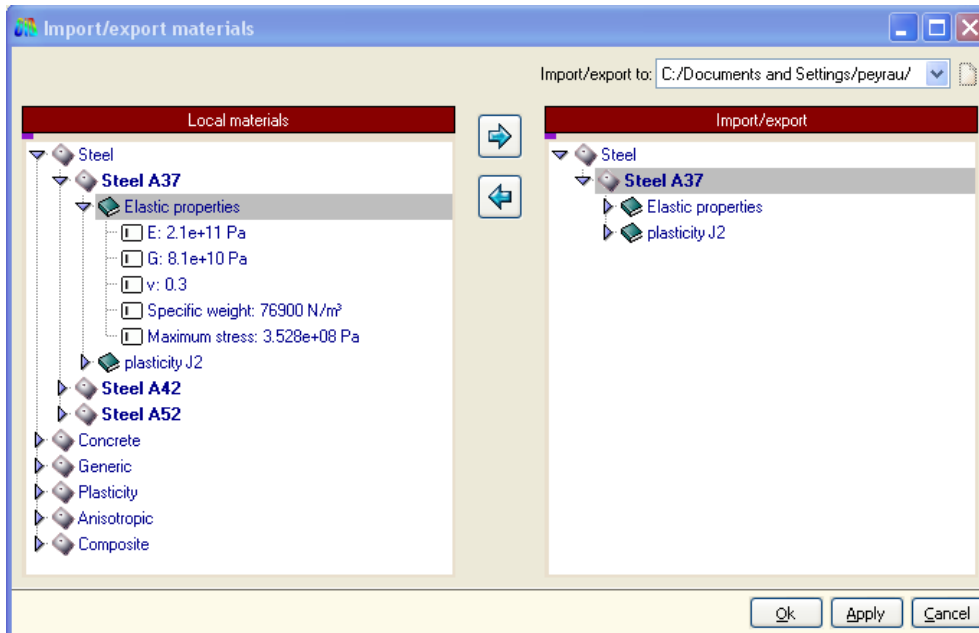 Import/export materials
Import/export to: C:/Documents and Settings/peyrau/
Local materials
Steel
Steel A37
Elastic properties
E: 2.1e+11 Pa
G: 8.1e+10 Pa
v: 0.3
Specific weight: 76900 N/m³
Maximum stress: 3.528e+08 Pa
plasticity J2
Steel A42
Steel A52
Concrete
Generic
Plasticity
Anisotropic
Composite
Import/export
Steel
Steel A37
Elastic properties
plasticity J2
Ok Apply Cancel